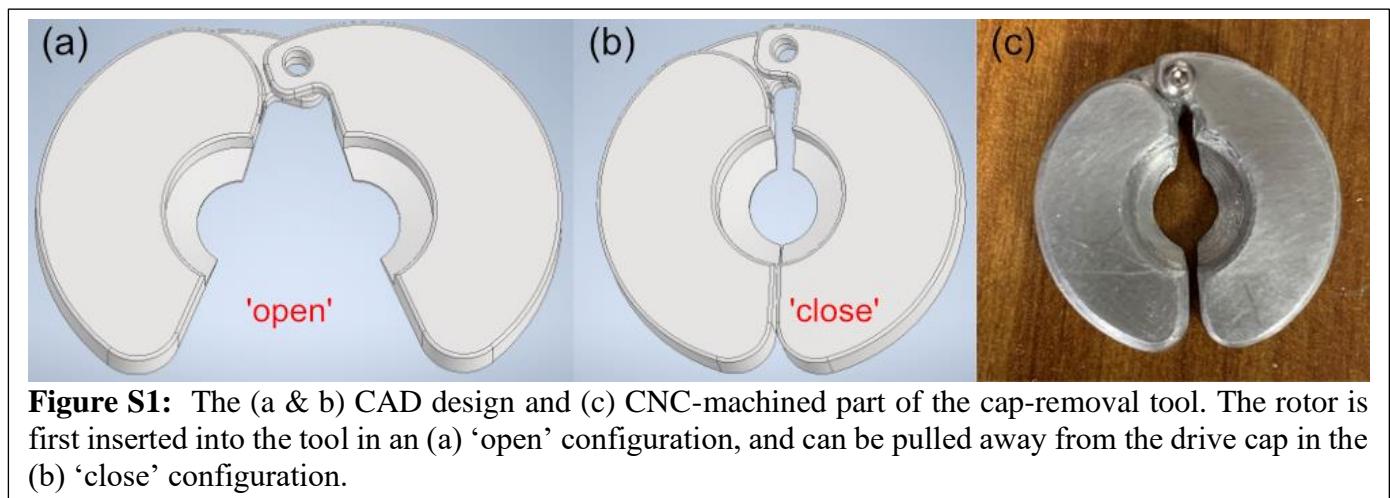 (a) (b) (c)
'open' 'close'
Figure S1: The (a & b) CAD design and (c) CNC-machined part of the cap-removal tool. The rotor is
first inserted into the tool in an (a) ‘open’ configuration, and can be pulled away from the drive cap in the
(b) ‘close’ configuration.